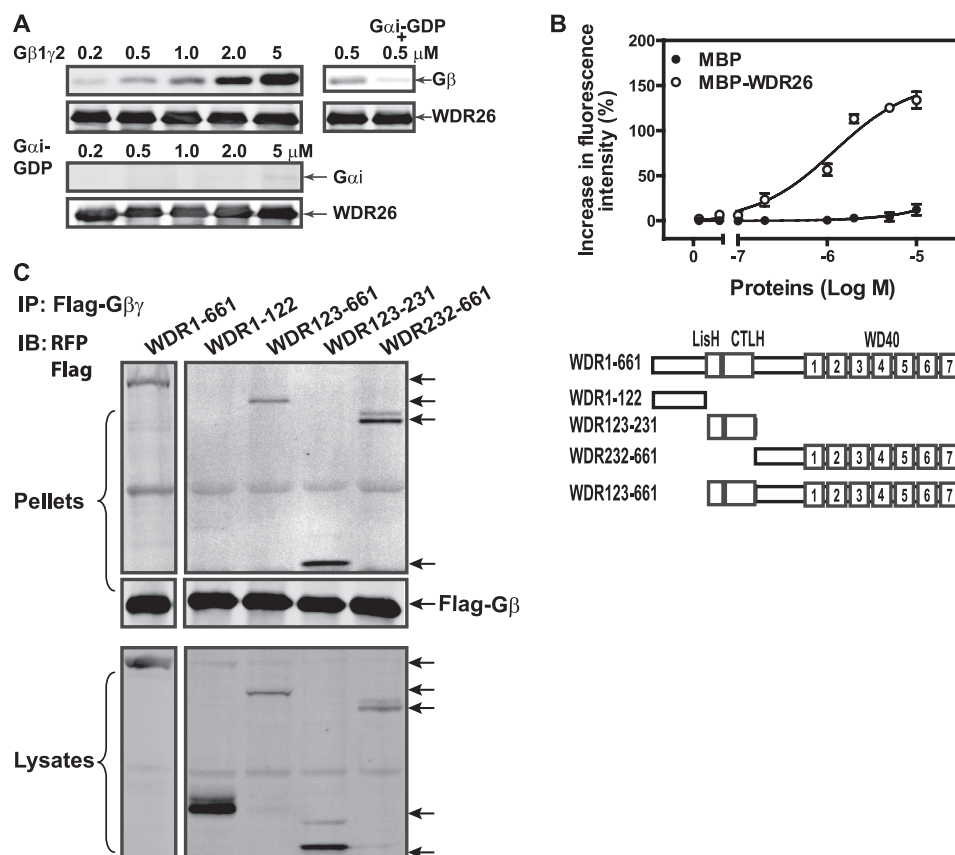 A
Gαi-GDP
+
Gβ1γ2 0.2 0.5 1.0 2.0 5 0.5 0.5 μM
Gβ
WDR26
Gαi-
GDP
0.2 0.5 1.0 2.0 5 μM
Gαi
WDR26
B
Increase in fluorescence
intensity (%)
200
150
100
50
0
MBP
MBP-WDR26
0 -7 -6 -5
Proteins (Log M)
C
IP: Flag-Gβγ
IB: RFP
Flag
WDR1-661
WDR1-122
WDR123-661
WDR123-231
WDR232-661
Pellets
Flag-Gβ
Lysates
LisH CTLH WD40
WDR1-661 1 2 3 4 5 6 7
WDR1-122
WDR123-231
WDR232-661 1 2 3 4 5 6 7
WDR123-661 1 2 3 4 5 6 7